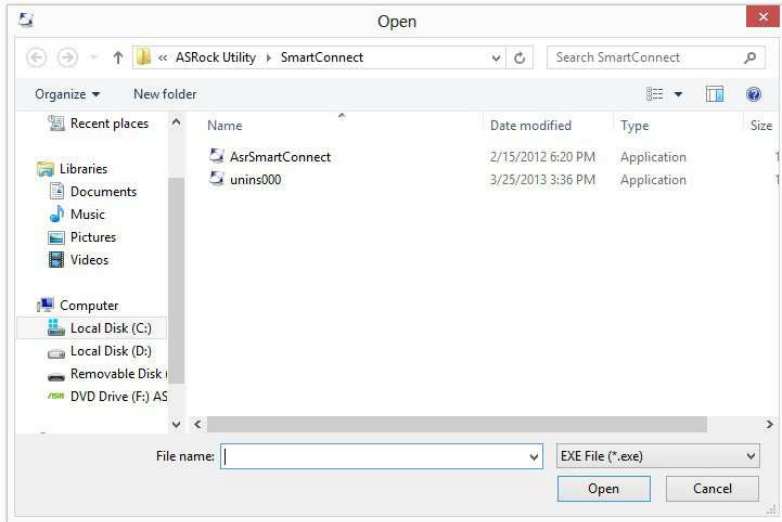 Open
« ASRock Utility SmartConnect
Search SmartConnect
Organize New folder
Recent places
Libraries
Documents
Music
Pictures
Videos
Computer
Local Disk (C:)
Local Disk (D:)
Removable Disk (
DVD Drive (F:) AS
Name Date modified Type Size
AsrSmartConnect 2/15/2012 6:20 PM Application 1
unins000 3/25/2013 3:36 PM Application 1
File name: EXE File (*.exe)
Open Cancel